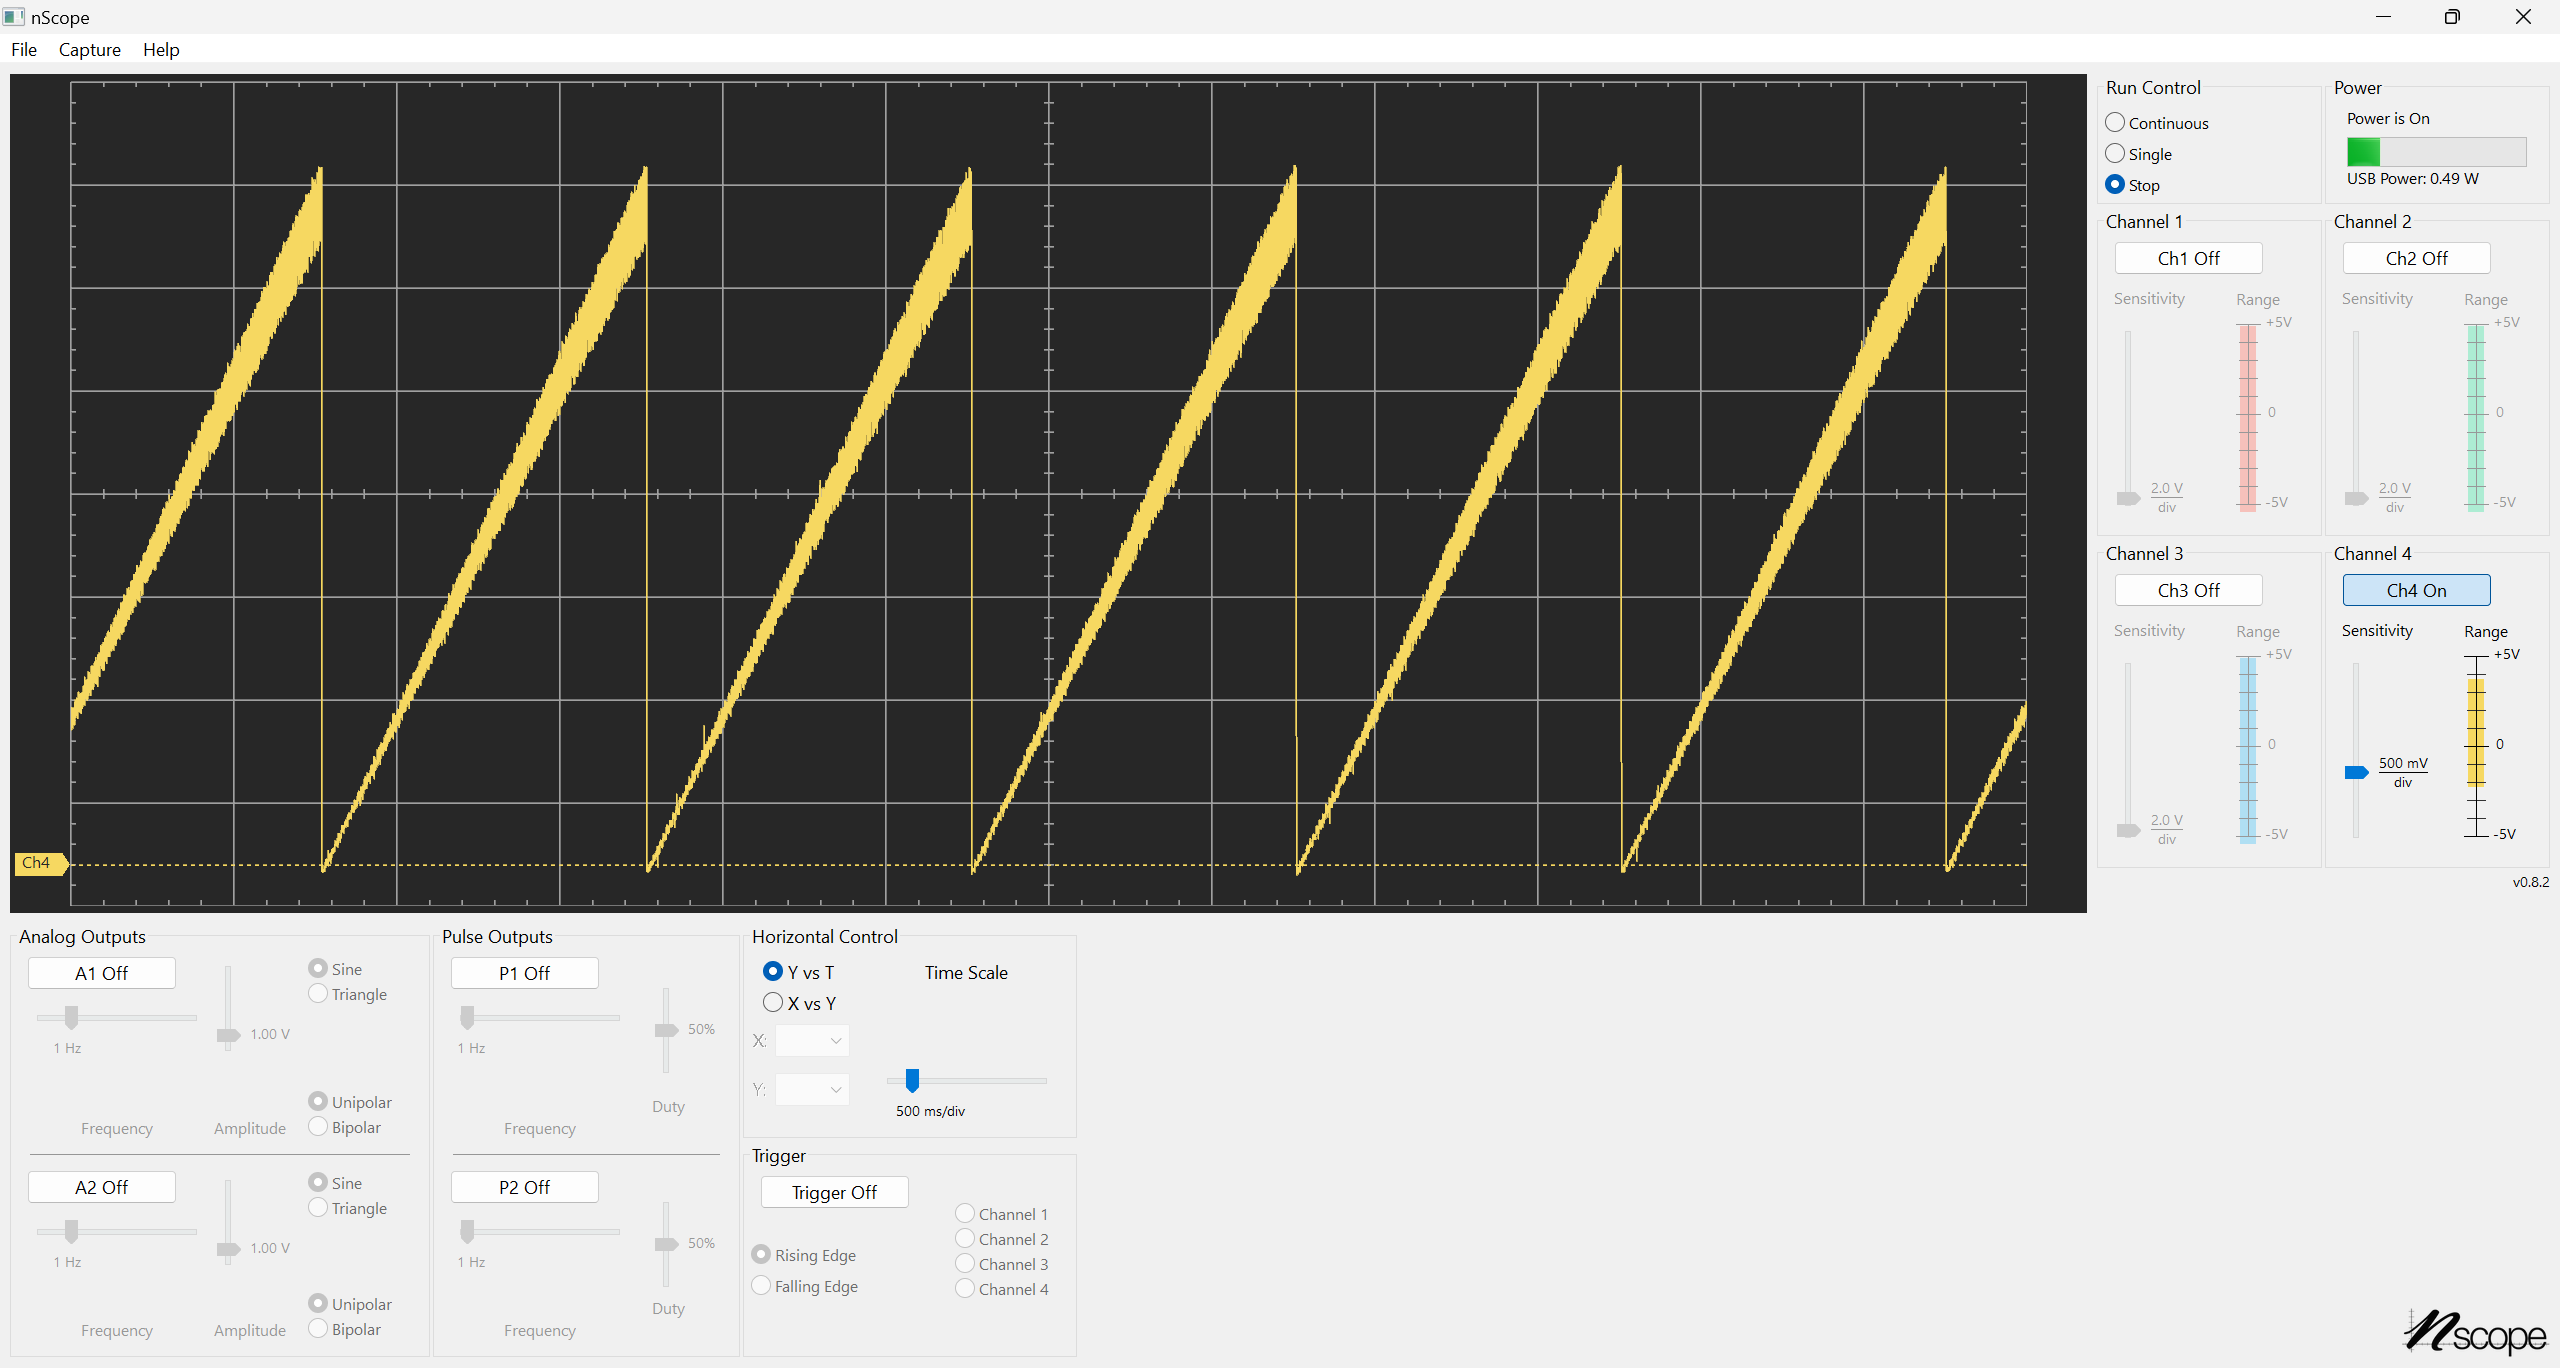 nScope
File Capture Help
Ch4
Run Control
Continuous
Single
Stop
Power
Power is On
USB Power: 0.49 W
Channel 1
Ch1 Off
Sensitivity Range
+5V
0
2.0 V
div
-5V
Channel 2
Ch2 Off
Sensitivity Range
+5V
0
2.0 V
div
-5V
Channel 3
Ch3 Off
Sensitivity Range
+5V
0
2.0 V
div
-5V
Channel 4
Ch4 On
Sensitivity Range
+5V
0
500 mV
div
-5V
v0.8.2
Analog Outputs
A1 Off
Sine
Triangle
1 Hz
1.00 V
Unipolar
Bipolar
Frequency Amplitude
A2 Off
Sine
Triangle
1 Hz
1.00 V
Unipolar
Bipolar
Frequency Amplitude
Pulse Outputs
P1 Off
1 Hz
50%
Duty
Frequency
P2 Off
1 Hz
50%
Duty
Frequency
Horizontal Control
Y vs T
X vs Y
Time Scale
X:
Y:
500 ms/div
Trigger
Trigger Off
Rising Edge
Falling Edge
Channel 1
Channel 2
Channel 3
Channel 4
nscope